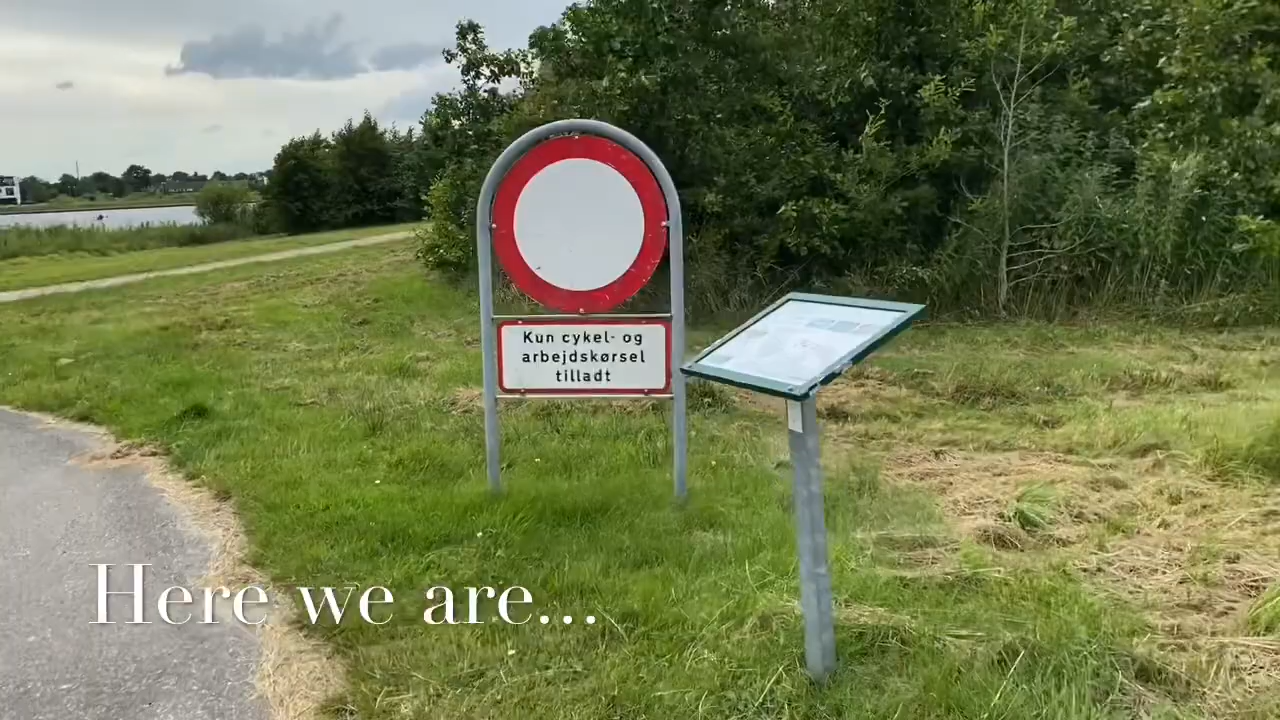 Kun cykel- og
arbejdskørsel
tilladt
Here we are...